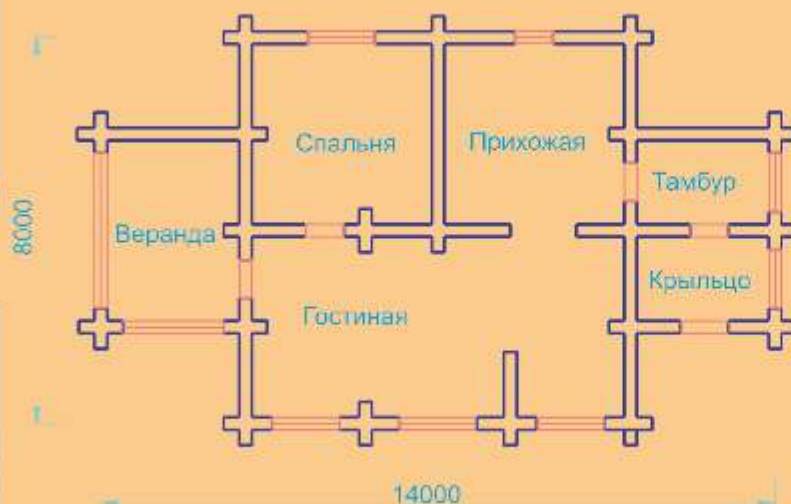 Спальня
Прихожая
Тамбур
Веранда
8000
Крыльцо
Гостиная
14000